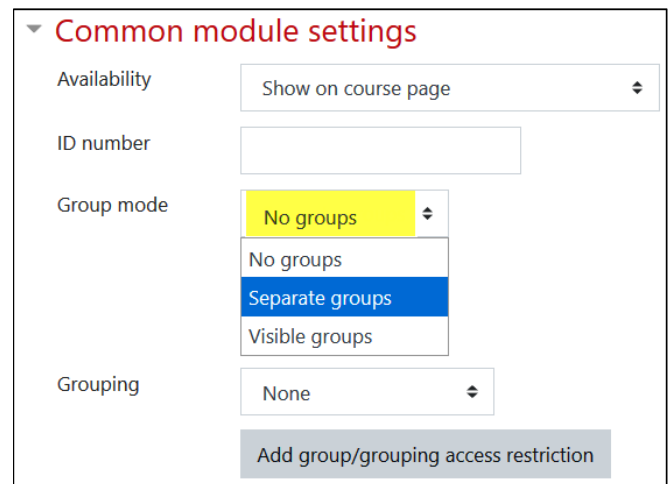 Common module settings
Availability
Show on course page
ID number
Group mode
No groups
No groups
Separate groups
Visible groups
Grouping
None
Add group/grouping access restriction